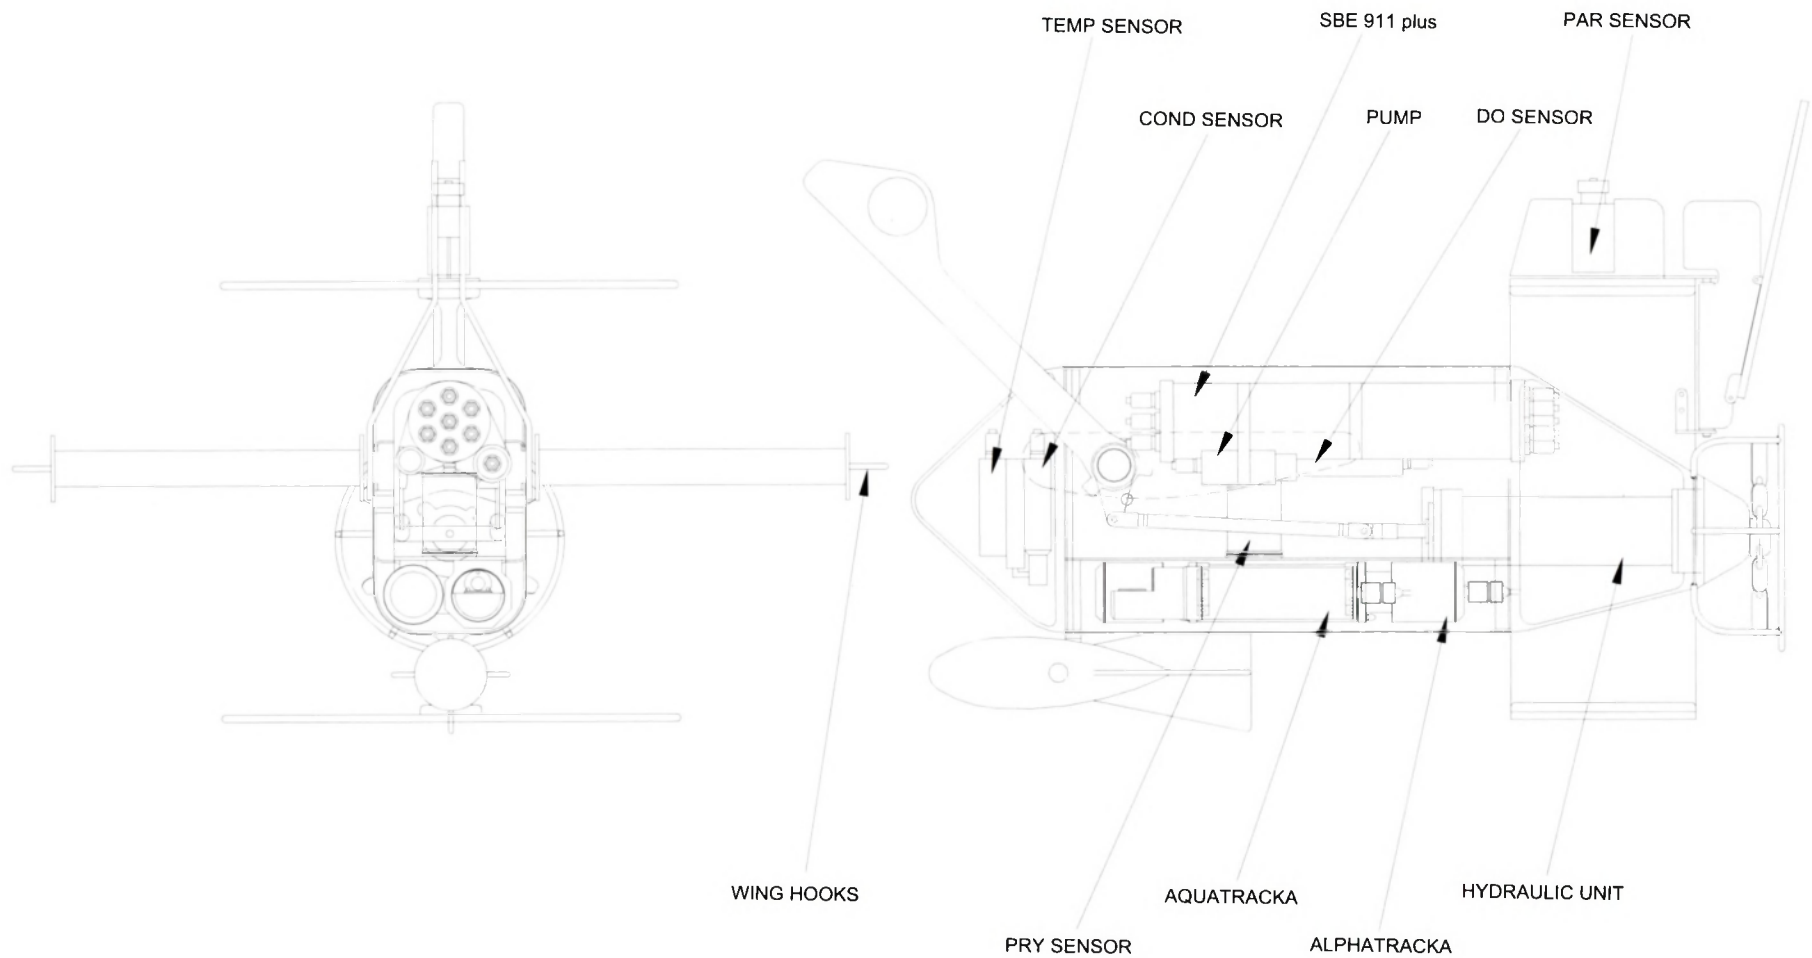 TEMP SENSOR
SBE 911 plus
PAR SENSOR
COND SENSOR
PUMP
DO SENSOR
WING HOOKS
AQUATRACKA
HYDRAULIC UNIT
PRY SENSOR
ALPHATRACKA